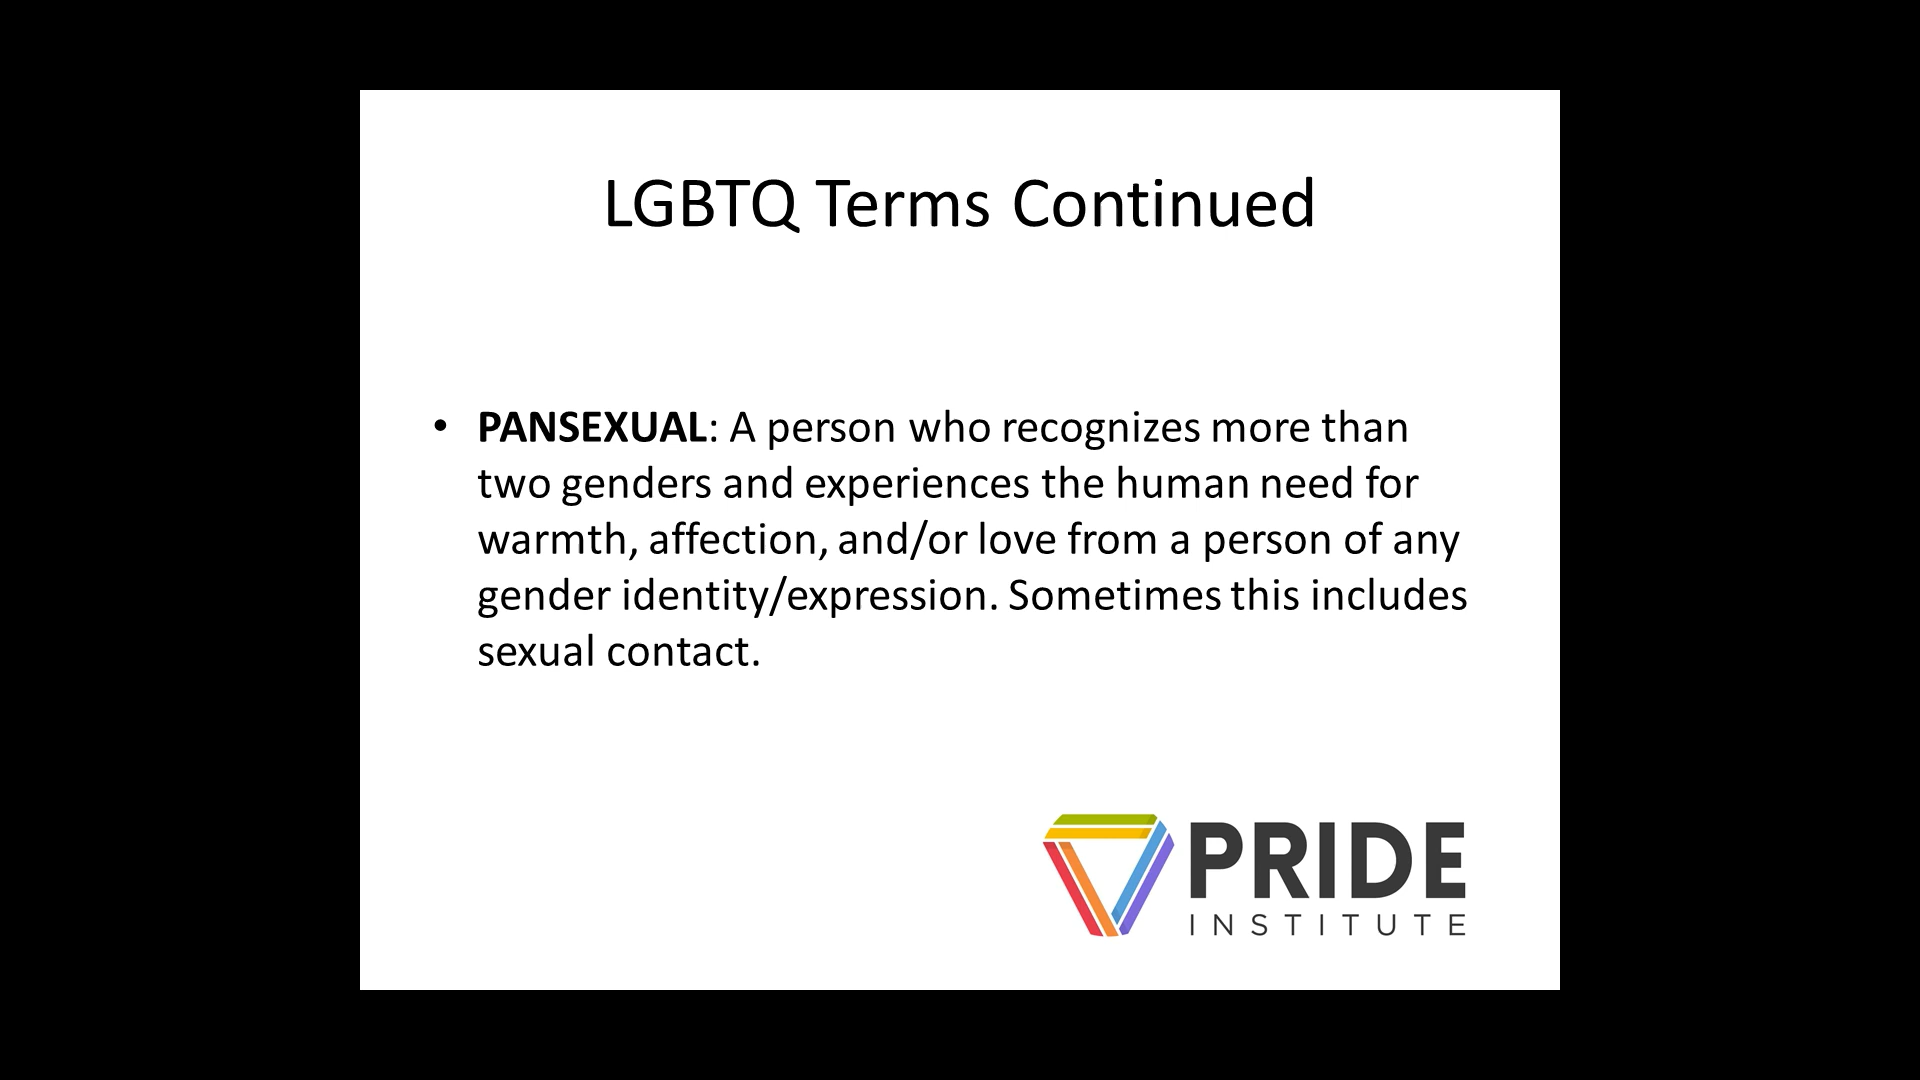 LGBTQ Terms Continued
• PANSEXUAL: A person who recognizes more than
two genders and experiences the human need for
warmth, affection, and/or love from a person of any
gender identity/expression. Sometimes this includes
sexual contact.
PRIDE
INSTITUTE